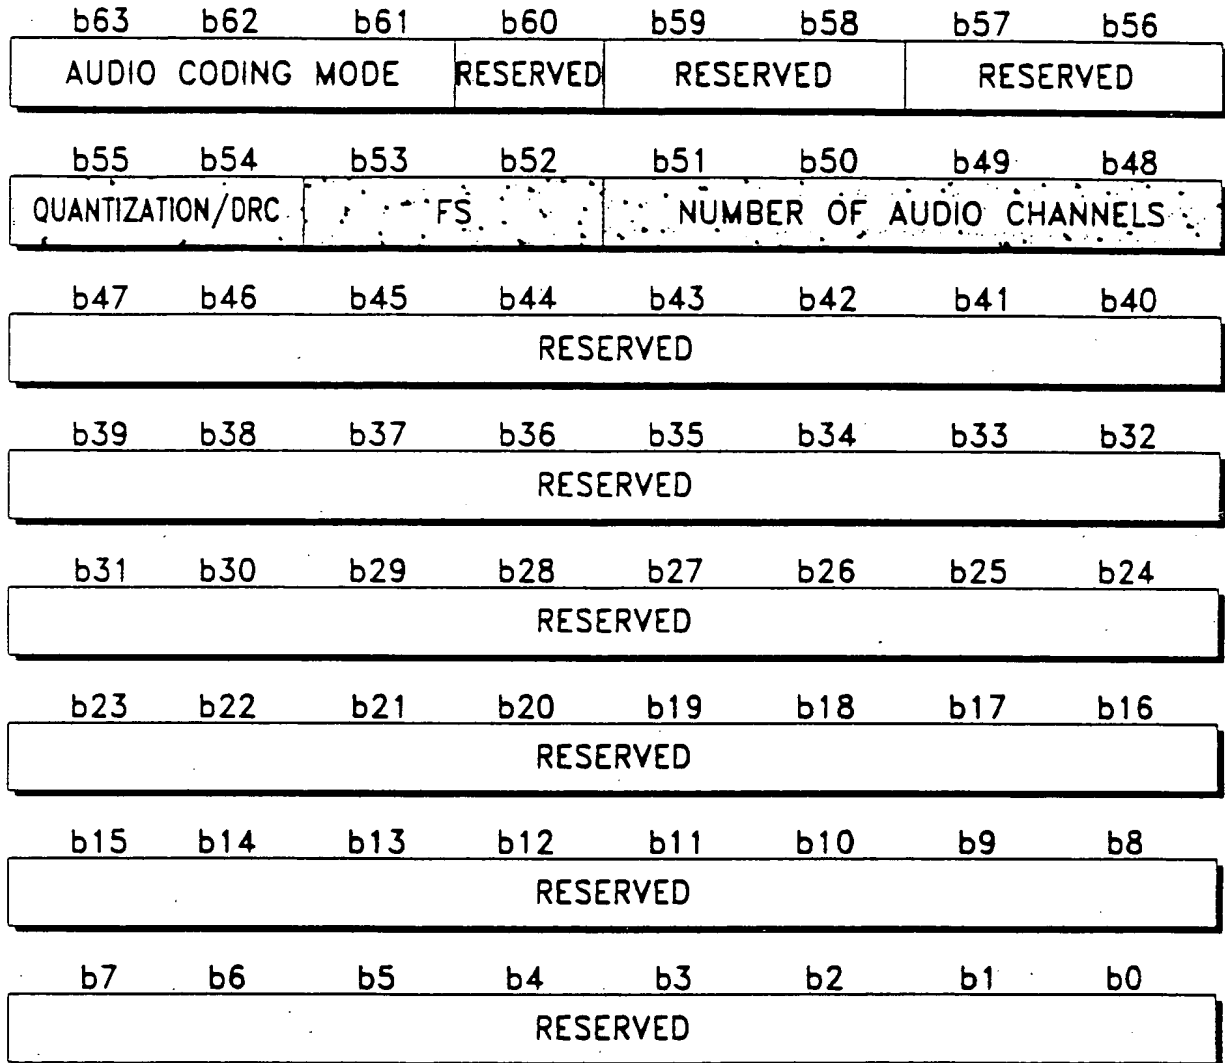 b63 b62 b61 b60 b59 b58 b57 b56
AUDIO CODING MODE RESERVED RESERVED RESERVED
b55 b54 b53 b52 b51 b50 b49 b48
QUANTIZATION/DRC FS NUMBER OF AUDIO CHANNELS
b47 b46 b45 b44 b43 b42 b41 b40
RESERVED
b39 b38 b37 b36 b35 b34 b33 b32
RESERVED
b31 b30 b29 b28 b27 b26 b25 b24
RESERVED
b23 b22 b21 b20 b19 b18 b17 b16
RESERVED
b15 b14 b13 b12 b11 b10 b9 b8
RESERVED
b7 b6 b5 b4 b3 b2 b1 b0
RESERVED